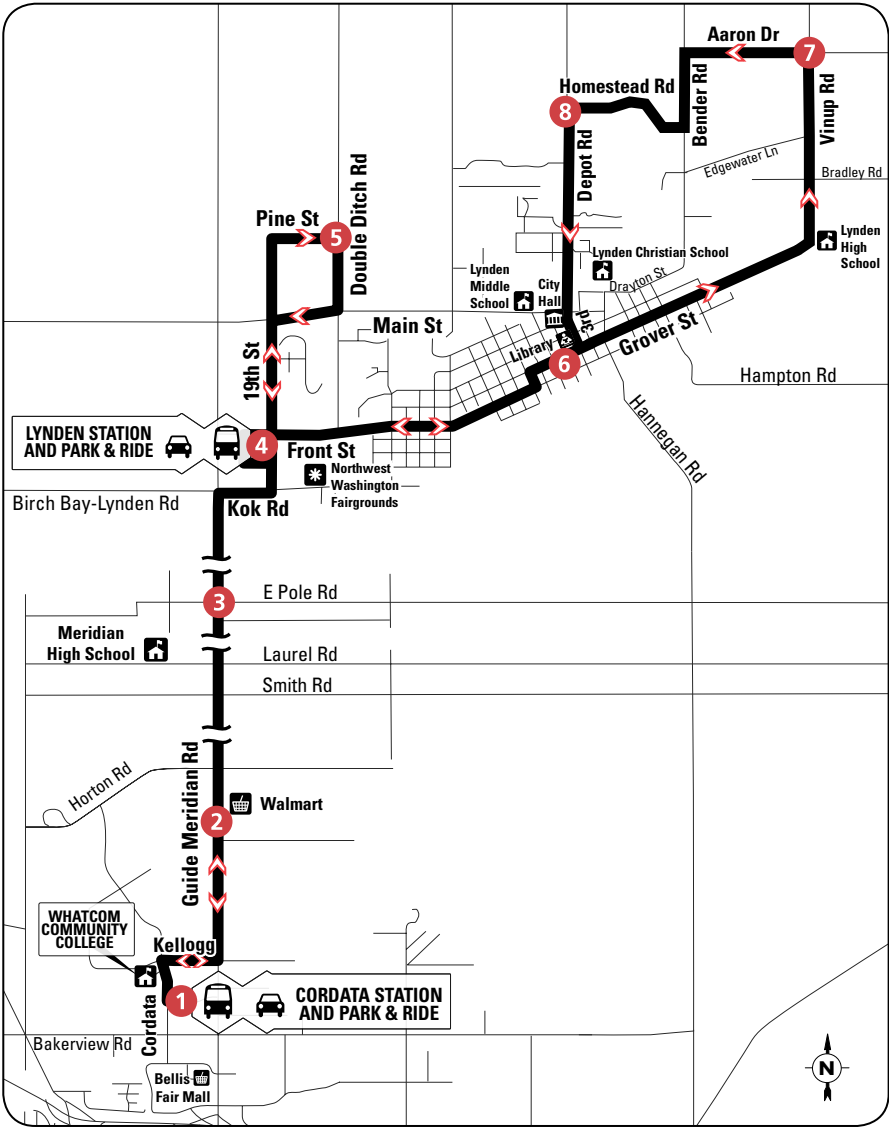 Aaron Dr
7
Homestead Rd
8
Bender Rd
Vinup Rd
Depot Rd
Edgewater Ln
Bradley Rd
Double Ditch Rd
Pine St
5
Lynden
High
School
Lynden Christian School
Lynden
Middle
School
City
Hall
Drayton St
Main St
3rd
Library
Grover St
6
19th St
Hampton Rd
Hannegan Rd
LYNDEN STATION
AND PARK & RIDE
4
Front St
Northwest
Washington
Fairgrounds
Birch Bay-Lynden Rd
Kok Rd
3
E Pole Rd
Meridian
High School
Laurel Rd
Smith Rd
Horton Rd
Guide Meridian Rd
2
Walmart
WHATCOM
COMMUNITY
COLLEGE
Kellogg
1
CORDATA STATION
AND PARK & RIDE
Cordata
Bakerview Rd
Bellis
Fair Mall
N